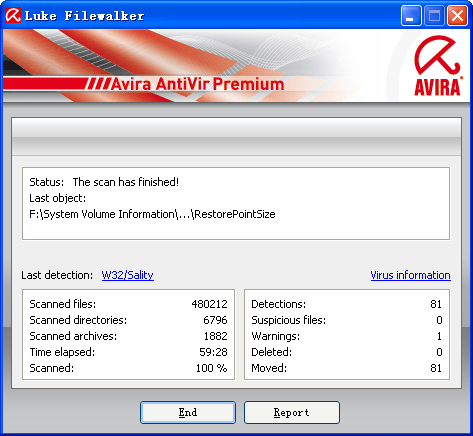 Luke Filewalker
Avira AntiVir Premium
AVIRA
Status: The scan has finished!
Last object:
F:\System Volume Information\...\RestorePointSize
Last detection: W32/Sality Virus information
Scanned files: 480212
Scanned directories: 6796
Scanned archives: 1882
Time elapsed: 59:28
Scanned: 100 %
Detections: 81
Suspicious files: 0
Warnings: 1
Deleted: 0
Moved: 81
End Report